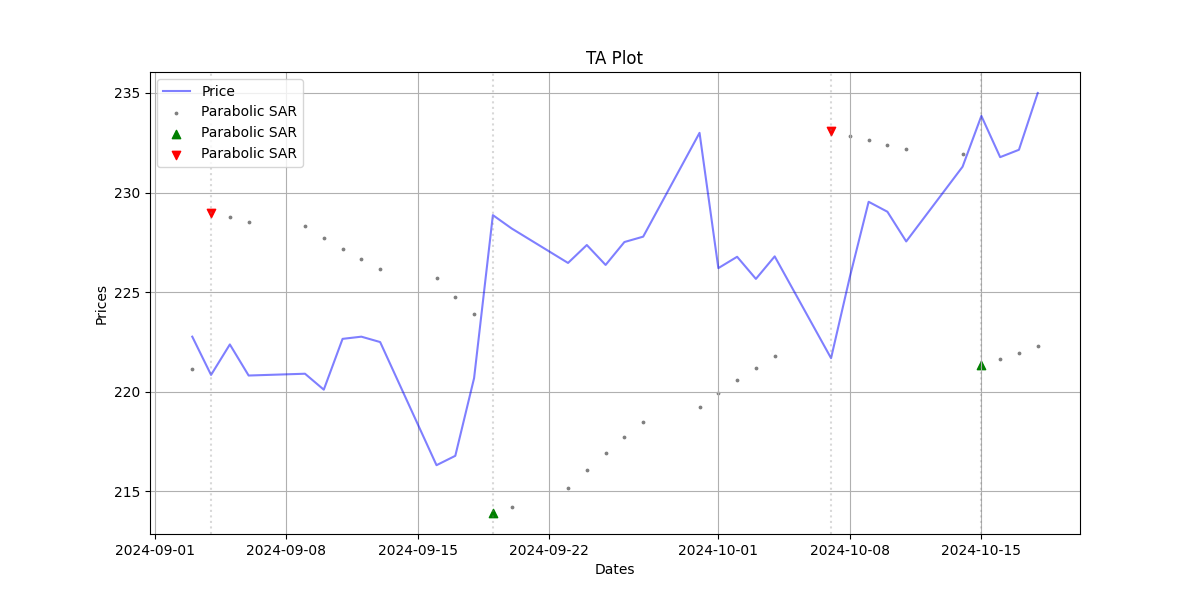 TA Plot
235
230
225
220
215
Prices
Price
Parabolic SAR
Parabolic SAR
Parabolic SAR
2024-09-01
2024-09-08
2024-09-15
2024-09-22
2024-10-01
2024-10-08
2024-10-15
Dates